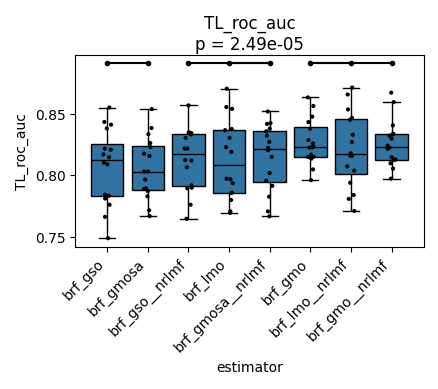 TL_roc_auc
p = 2.49e-05
TL_roc_auc
0.85
0.80
0.75
brf_gso
brf_gmosa
brf_gso__nrlmf
brf_lmo
brf_gmosa__nrlmf
brf_gmo
brf_lmo__nrlmf
brf_gmo__nrlmf
estimator